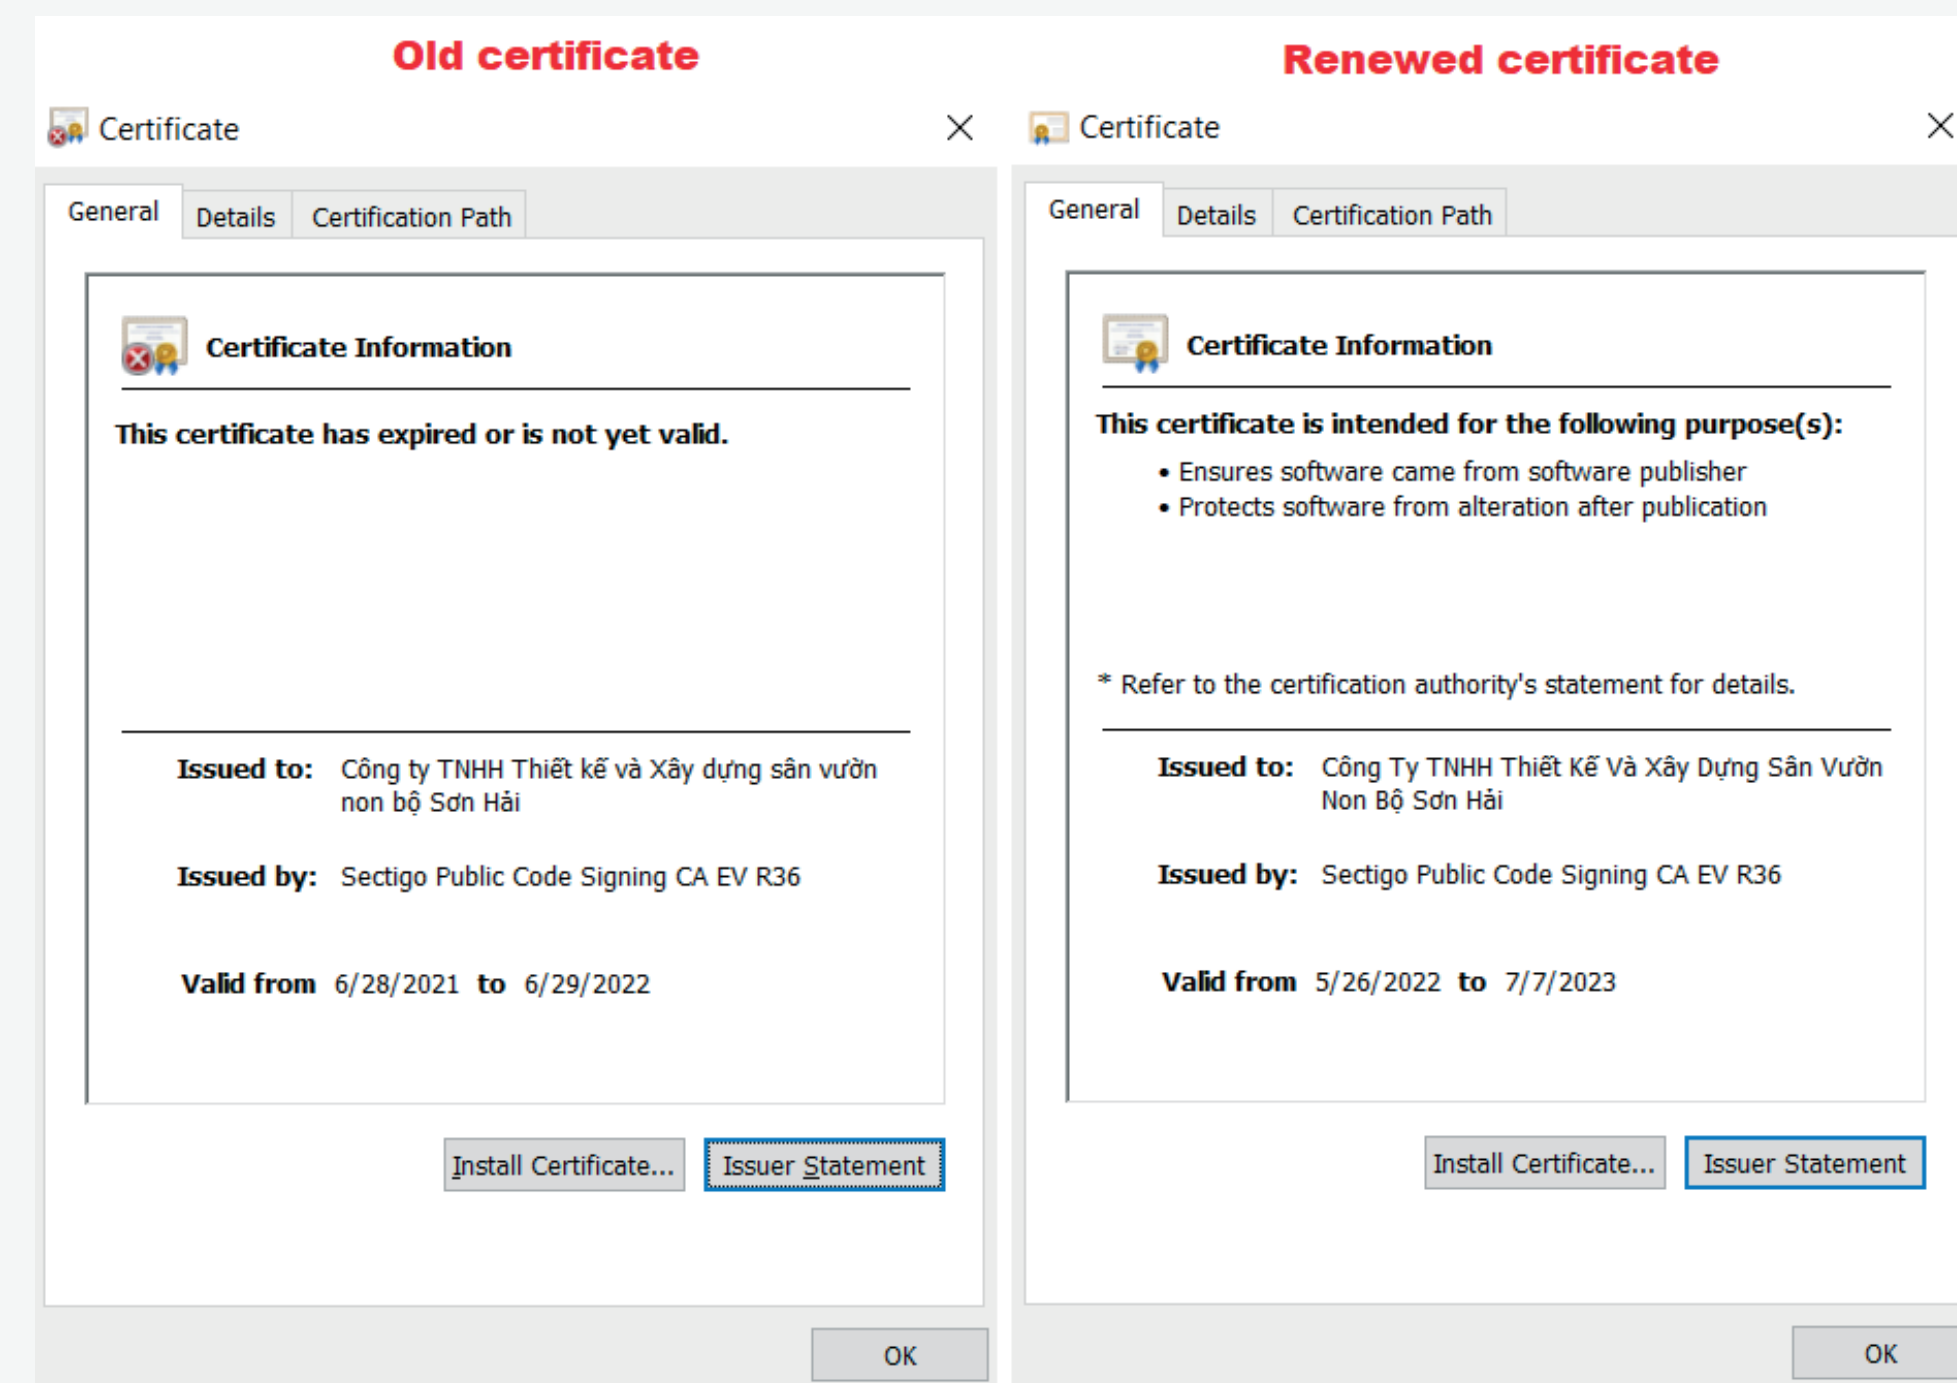 Old certificate
Certificate
General Details Certification Path
Certificate Information
This certificate has expired or is not yet valid.
Issued to: Công ty TNHH Thiết kế và Xây dựng sân vườn
non bộ Sơn Hải
Issued by: Sectigo Public Code Signing CA EV R36
Valid from 6/28/2021 to 6/29/2022
Install Certificate... Issuer Statement
OK
Renewed certificate
Certificate
General Details Certification Path
Certificate Information
This certificate is intended for the following purpose(s):
• Ensures software came from software publisher
• Protects software from alteration after publication
* Refer to the certification authority's statement for details.
Issued to: Công Ty TNHH Thiết Kế Và Xây Dựng Sân Vườn
Non Bộ Sơn Hải
Issued by: Sectigo Public Code Signing CA EV R36
Valid from 5/26/2022 to 7/7/2023
Install Certificate... Issuer Statement
OK